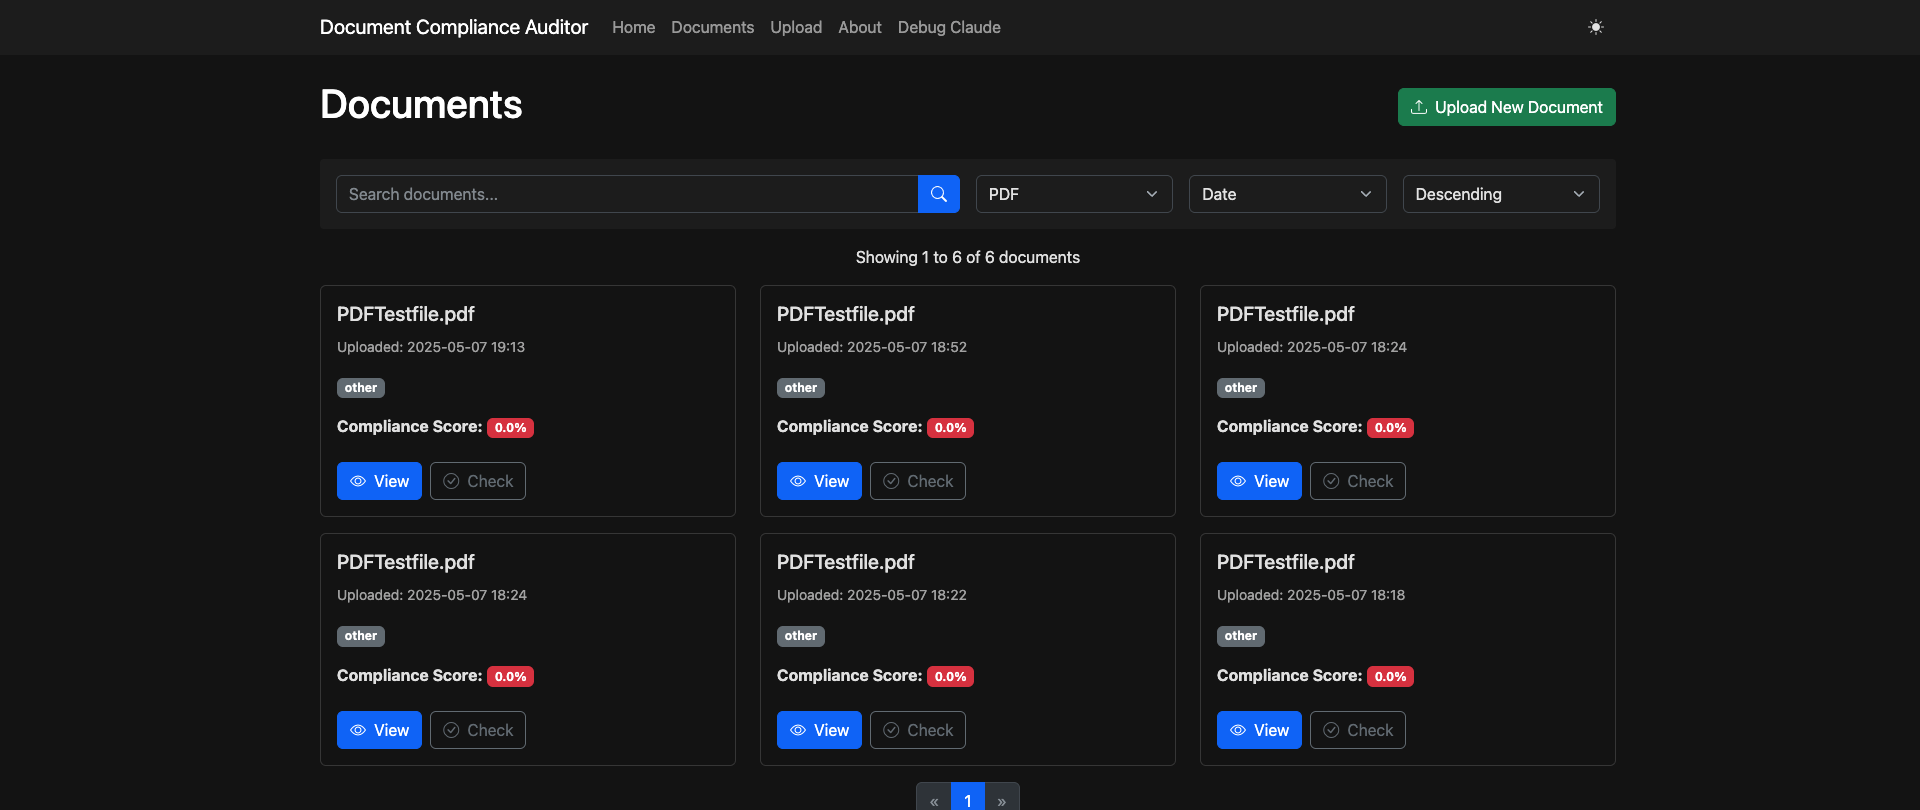 Document Compliance Auditor Home Documents Upload About Debug Claude
Documents
Upload New Document
Search documents... PDF Date Descending
Showing 1 to 6 of 6 documents
PDFTestfile.pdf
Uploaded: 2025-05-07 19:13
other
Compliance Score: 0.0%
View Check
PDFTestfile.pdf
Uploaded: 2025-05-07 18:52
other
Compliance Score: 0.0%
View Check
PDFTestfile.pdf
Uploaded: 2025-05-07 18:24
other
Compliance Score: 0.0%
View Check
PDFTestfile.pdf
Uploaded: 2025-05-07 18:24
other
Compliance Score: 0.0%
View Check
PDFTestfile.pdf
Uploaded: 2025-05-07 18:22
other
Compliance Score: 0.0%
View Check
PDFTestfile.pdf
Uploaded: 2025-05-07 18:18
other
Compliance Score: 0.0%
View Check
« 1 »